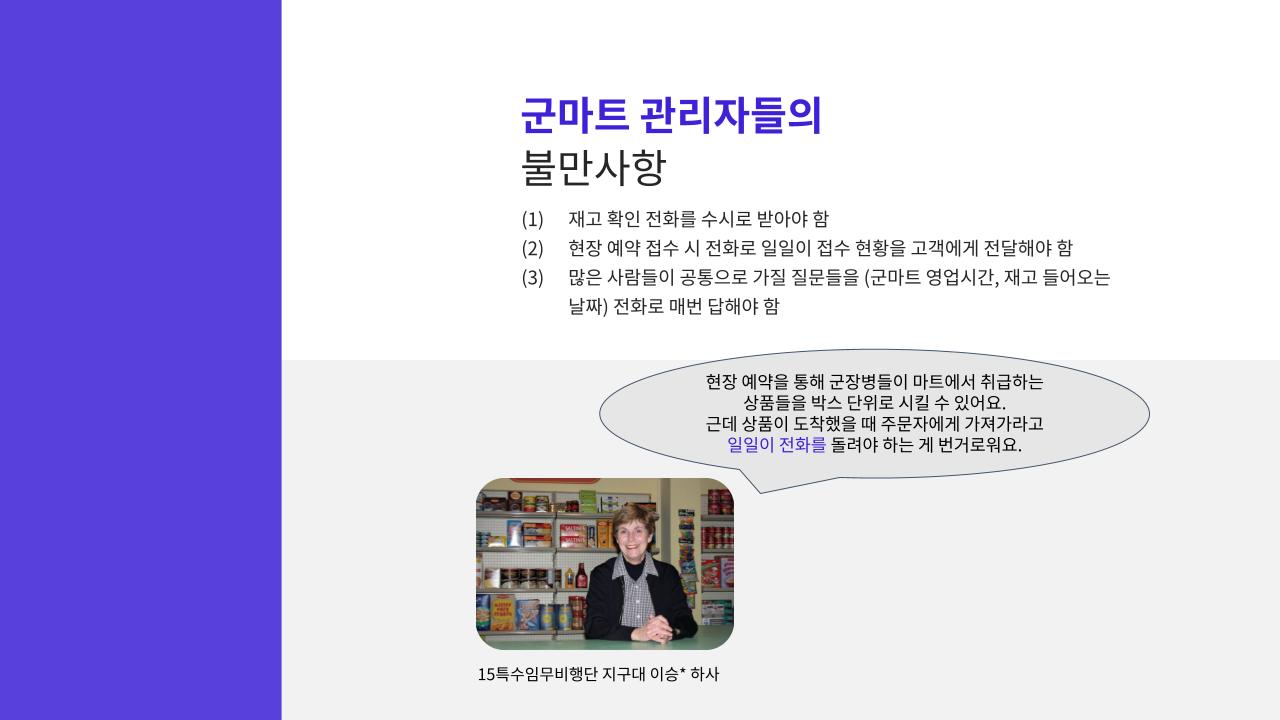 군마트 관리자들의
불만사항
(1) 재고 확인 전화를 수시로 받아야 함
(2) 현장 예약 접수 시 전화로 일일이 접수 현황을 고객에게 전달해야 함
(3) 많은 사람들이 공통으로 가질 질문들을 (군마트 영업시간, 재고 들어오는
날짜) 전화로 매번 답해야 함
현장 예약을 통해 군장병들이 마트에서 취급하는
상품들을 박스 단위로 시킬 수 있어요.
근데 상품이 도착했을 때 주문자에게 가져가라고
일일이 전화를 돌려야 하는 게 번거로워요.
15특수임무비행단 지구대 이승* 하사